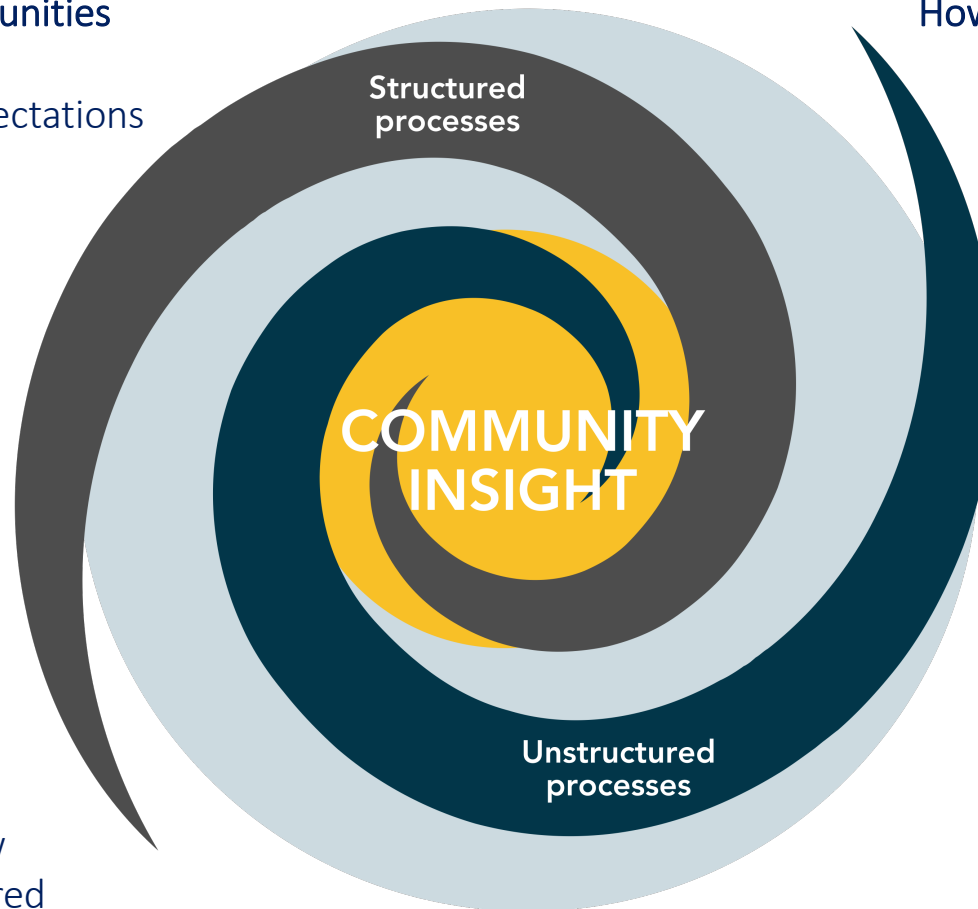 unities
How
ectations
Structured
processes
COMMUNITY
INSIGHT
Unstructured
processes
red